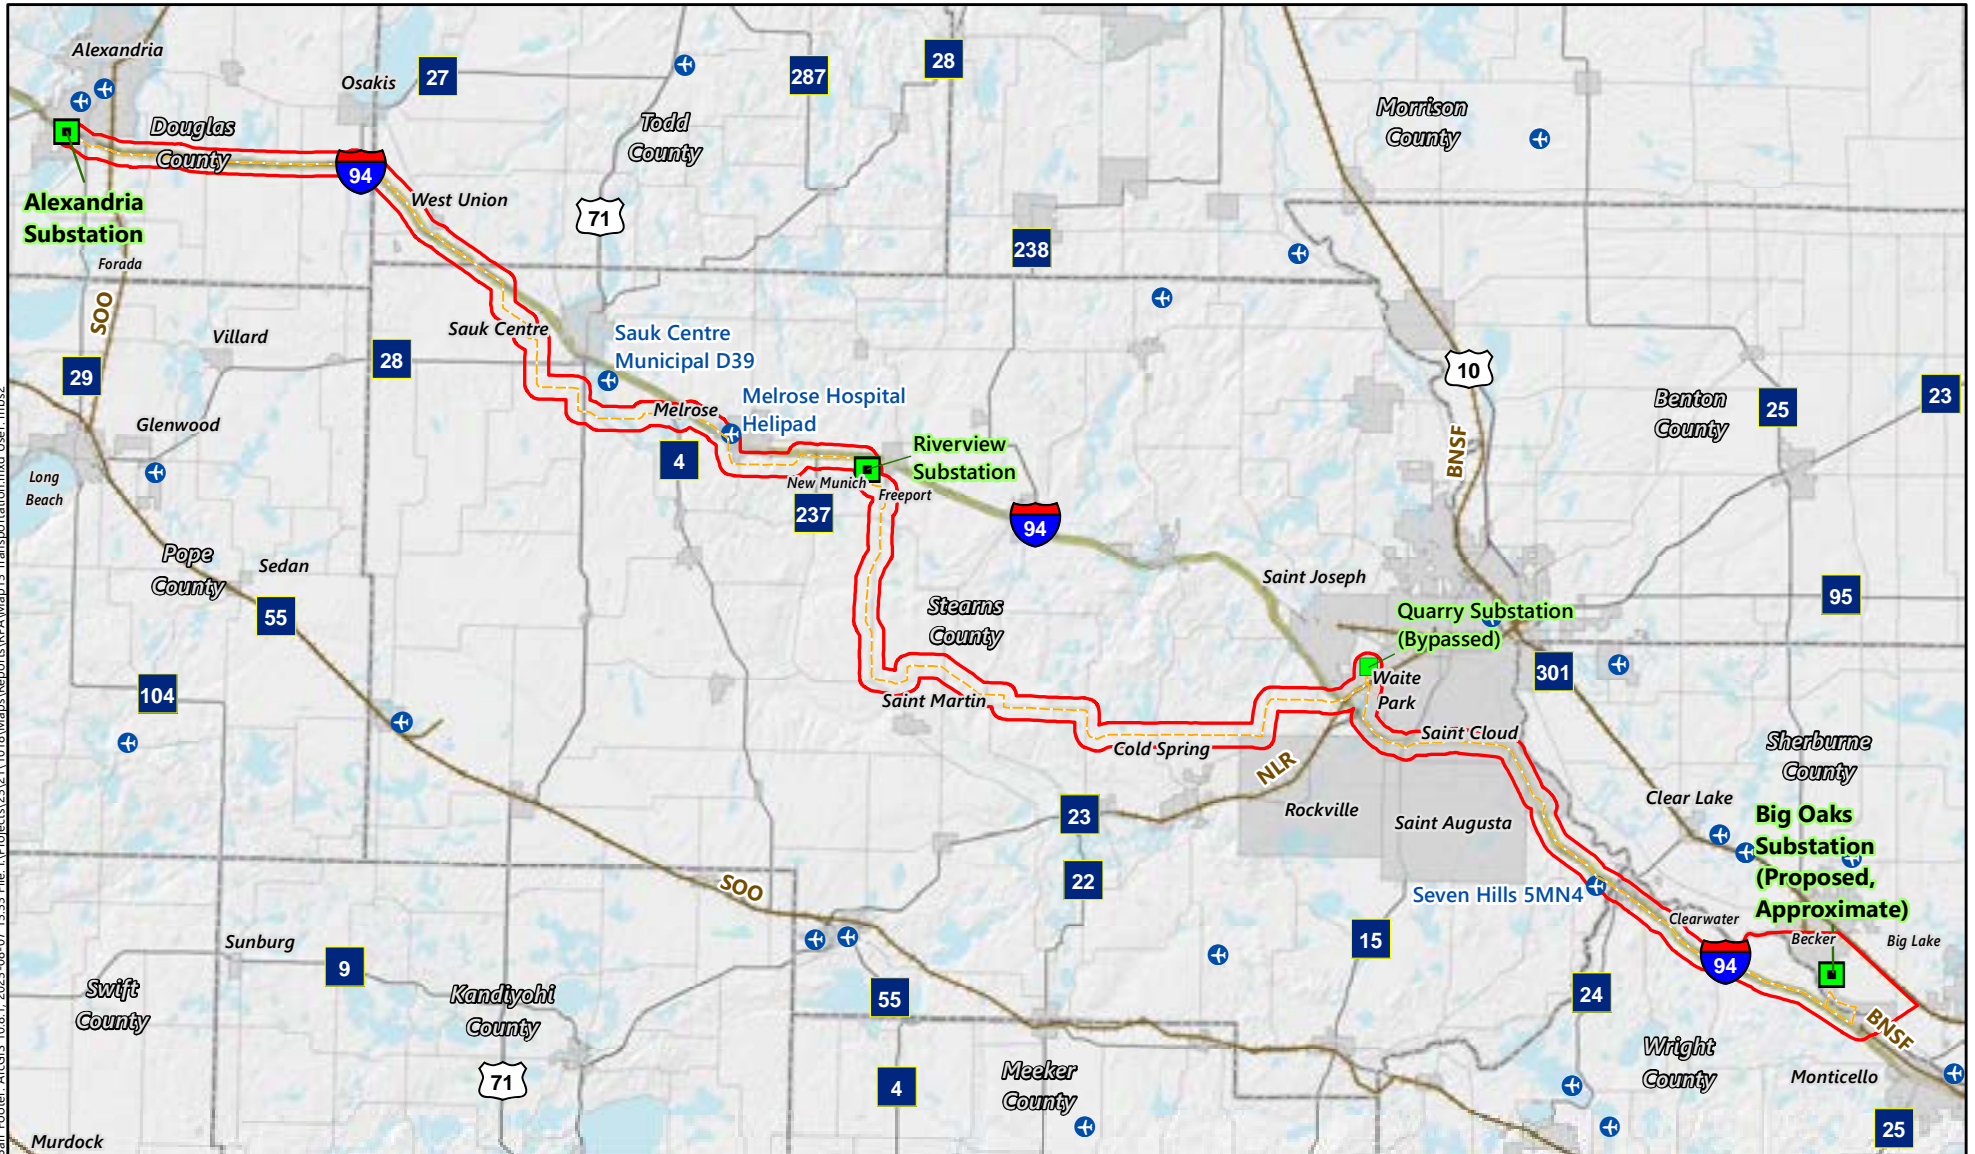 Alexandria
Osakis
27
287
28
Morrison
County
Todd
County
Douglas
County
94
West Union
71
Alexandria
Substation
238
Forada
SOO
Villard
Sauk Centre
Sauk Centre
Municipal D39
28
29
10
Benton
County
25
23
Glenwood
Melrose
Melrose Hospital
Helipad
4
Riverview
Substation
BNSF
Long
Beach
New Munich
Freeport
237
94
Pope
County
Sedan
55
Stearns
County
Saint Joseph
Quarry Substation
(Bypassed)
95
301
Waite
Park
104
Saint Martin
Saint Cloud
Cold Spring
Sherburne
County
NLR
Clear Lake
Rockville
Saint Augusta
23
Big Oaks
Substation
(Proposed,
Approximate)
22
SOO
Seven Hills 5MN4
Clearwater
Becker
Big Lake
Sunburg
9
15
94
Swift
County
Kandiyohi
County
55
24
BNSF
Wright
County
71
4
Meeker
County
Monticello
25
Murdock